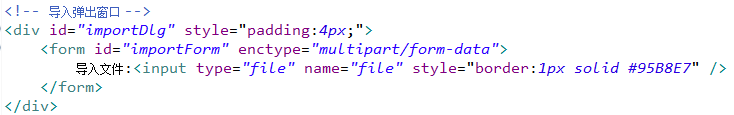 <!-- 导入弹出窗口 -->
<div id="importDlg" style="padding:4px;">
<form id="importForm" enctype="multipart/form-data">
导入文件:<input type="file" name="file" style="border:1px solid #95B8E7" />
</form>
</div>